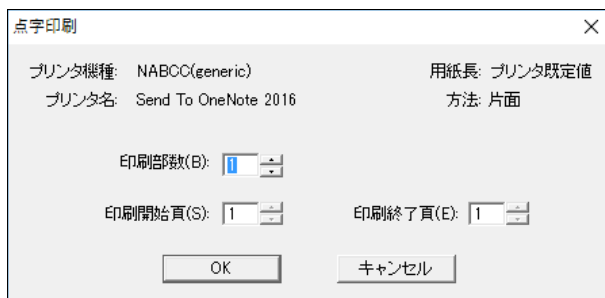 点字印刷
プリンタ機種: NABCC(generic) 用紙長: プリンタ既定値
プリンタ名: Send To OneNote 2016 方法: 片面
印刷部数(B): 1
印刷開始頁(S): 1 印刷終了頁(E): 1
OK キャンセル